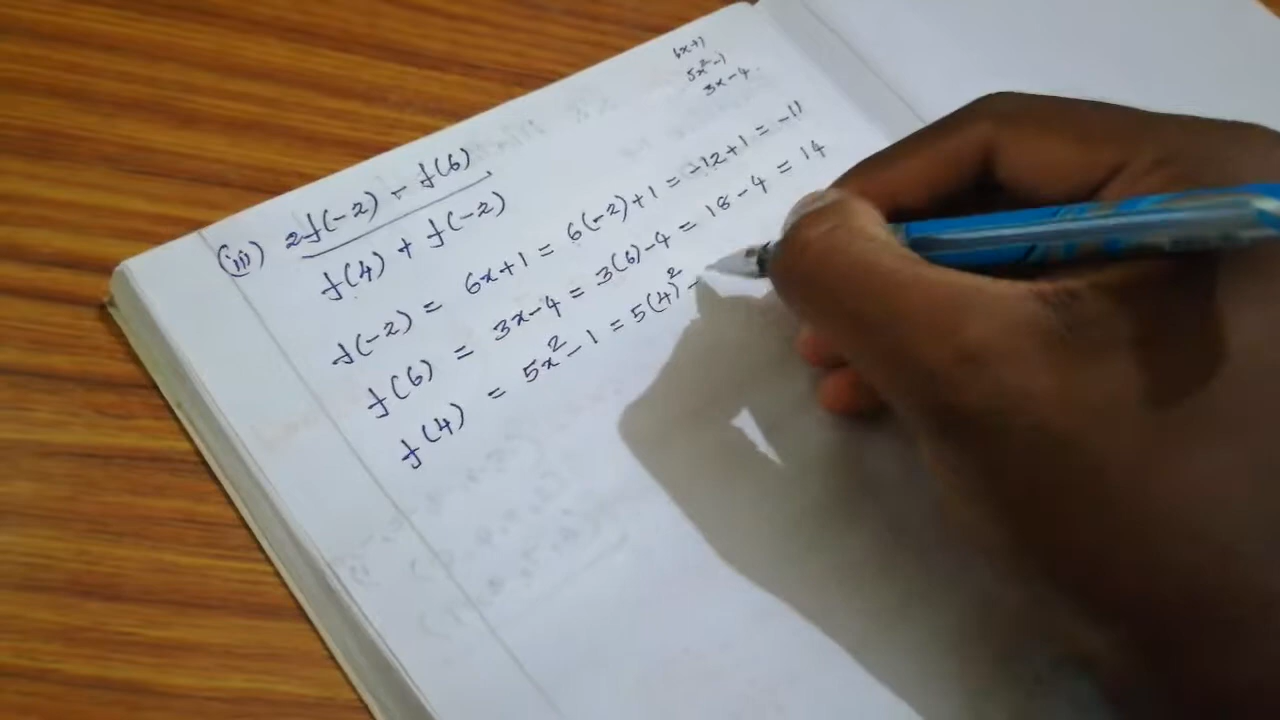 6x+1
5x²-1
3x-4
(iii) 2f(-2) - f(6)
f(4) + f(-2)
f(-2) = 6x+1 = 6(-2)+1 = -12+1 = -11
f(6) = 3x-4 = 3(6)-4 = 18-4 = 14
f(4) = 5x²-1 = 5(4)²-